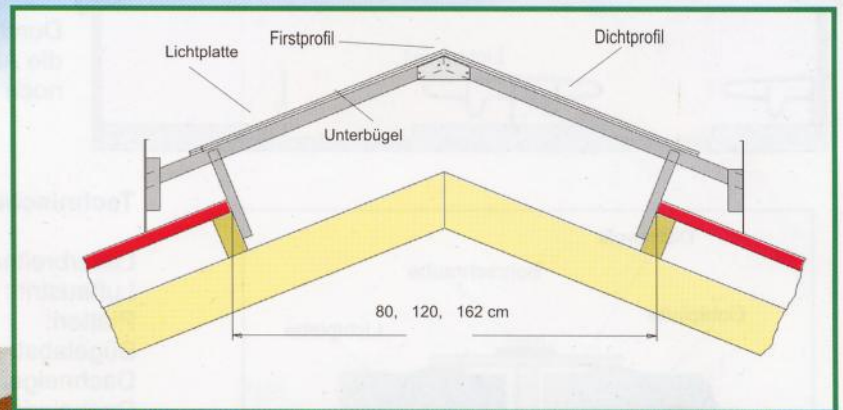 Firstprofil
Dichtprofil
Lichtplatte
Unterbügel
80, 120, 162 cm